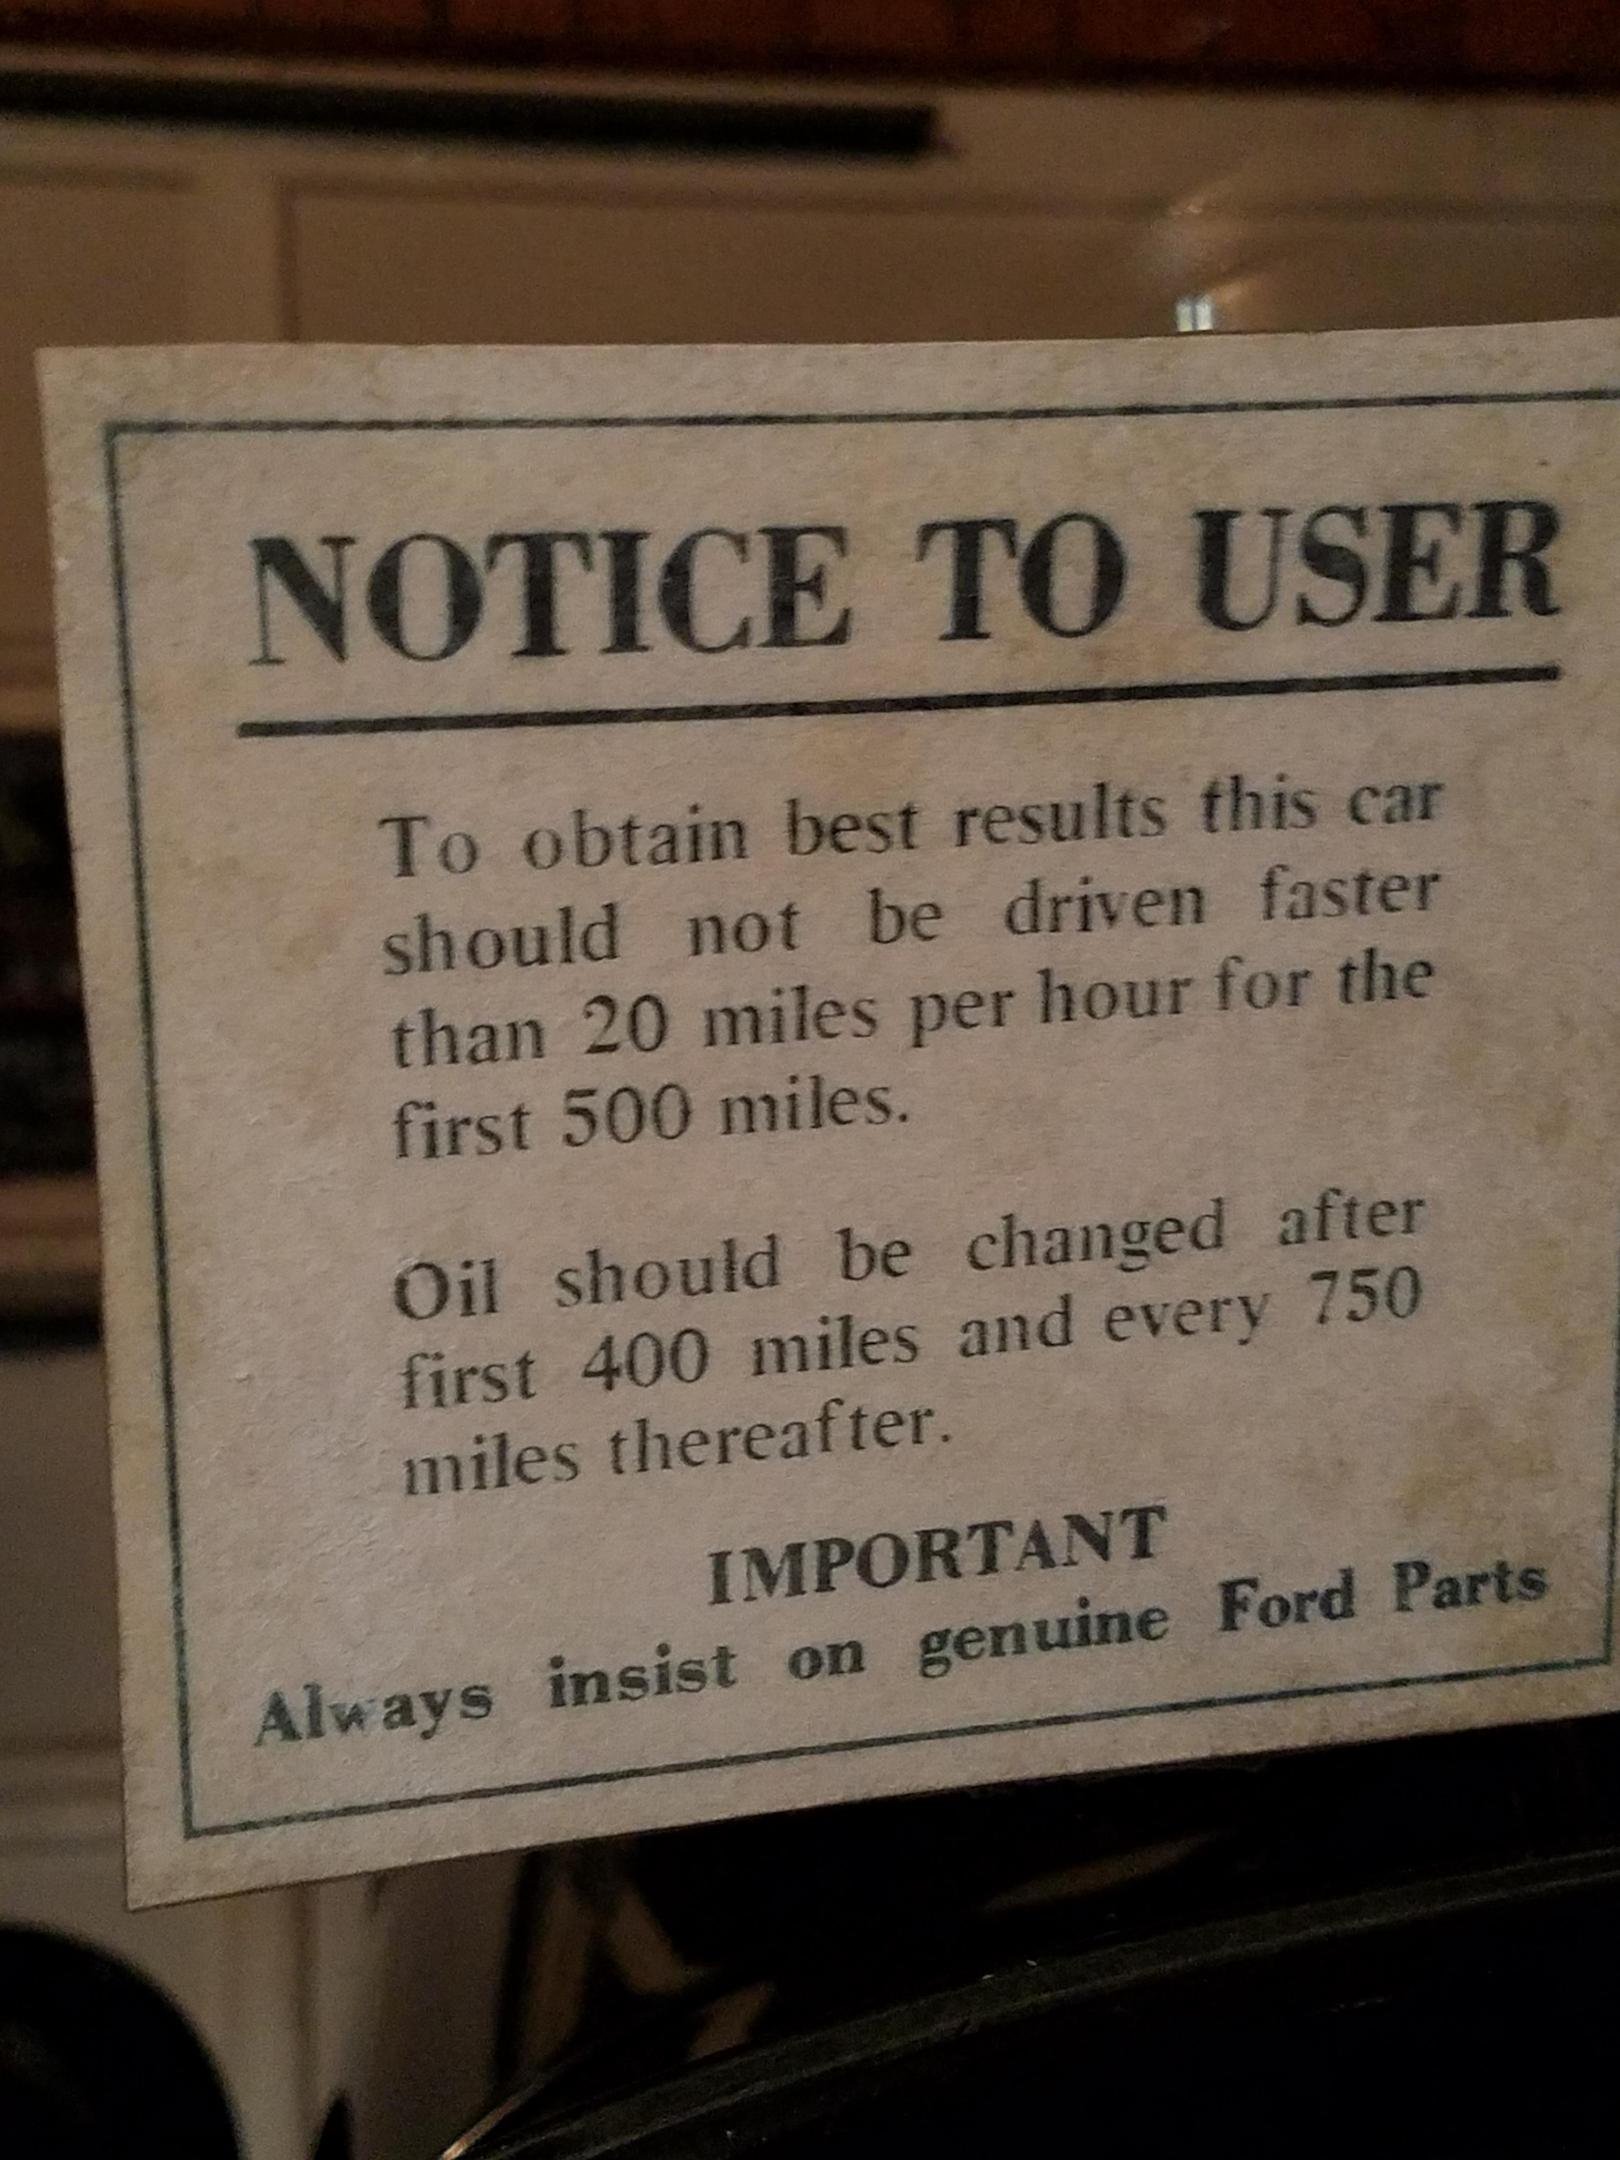 NOTICE TO USER
To obtain best results this car
should not be driven faster
than 20 miles per hour for the
first 500 miles.
Oil should be changed after
first 400 miles and every 750
miles thereafter.
IMPORTANT
Always insist on genuine Ford Parts